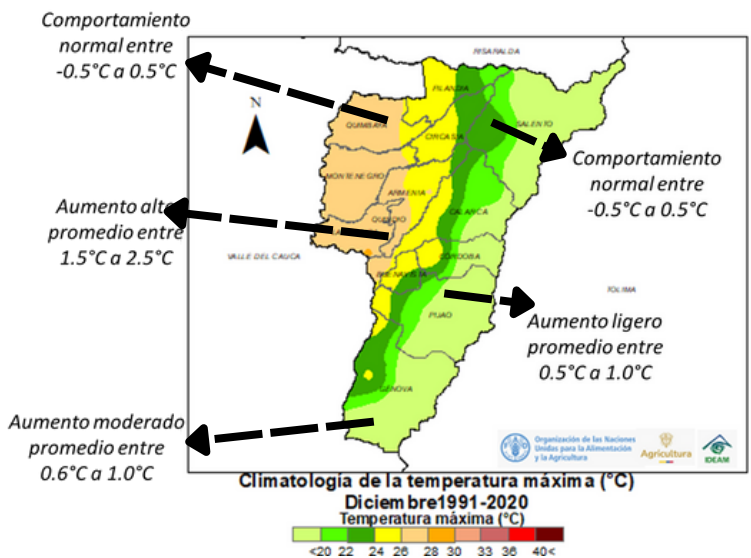 Comportamiento
normal entre
-0.5°C a 0.5°C
N
RISARALDA
FILANDIA
QUIMBAYA
SALENTO
CIRCASIA
Comportamiento
normal entre
-0.5°C a 0.5°C
MONTENEGRO
ARMENIA
Aumento alto
promedio entre
1.5°C a 2.5°C
QUINDIO
CALARCA
VALLE DEL CAUCA
CORDOBA
BUENAVISTA
TOLIMA
PIJAO
Aumento ligero
promedio entre
0.5°C a 1.0°C
GENOVA
Aumento moderado
promedio entre
0.6°C a 1.0°C
FAO
Organización de las Naciones
Unidas para la Alimentación
y la Agricultura
Agricultura
IDEAM
Climatología de la temperatura máxima (°C)
Diciembre1991-2020
Temperatura máxima (°C)
<20 22 24 26 28 30 33 36 40<